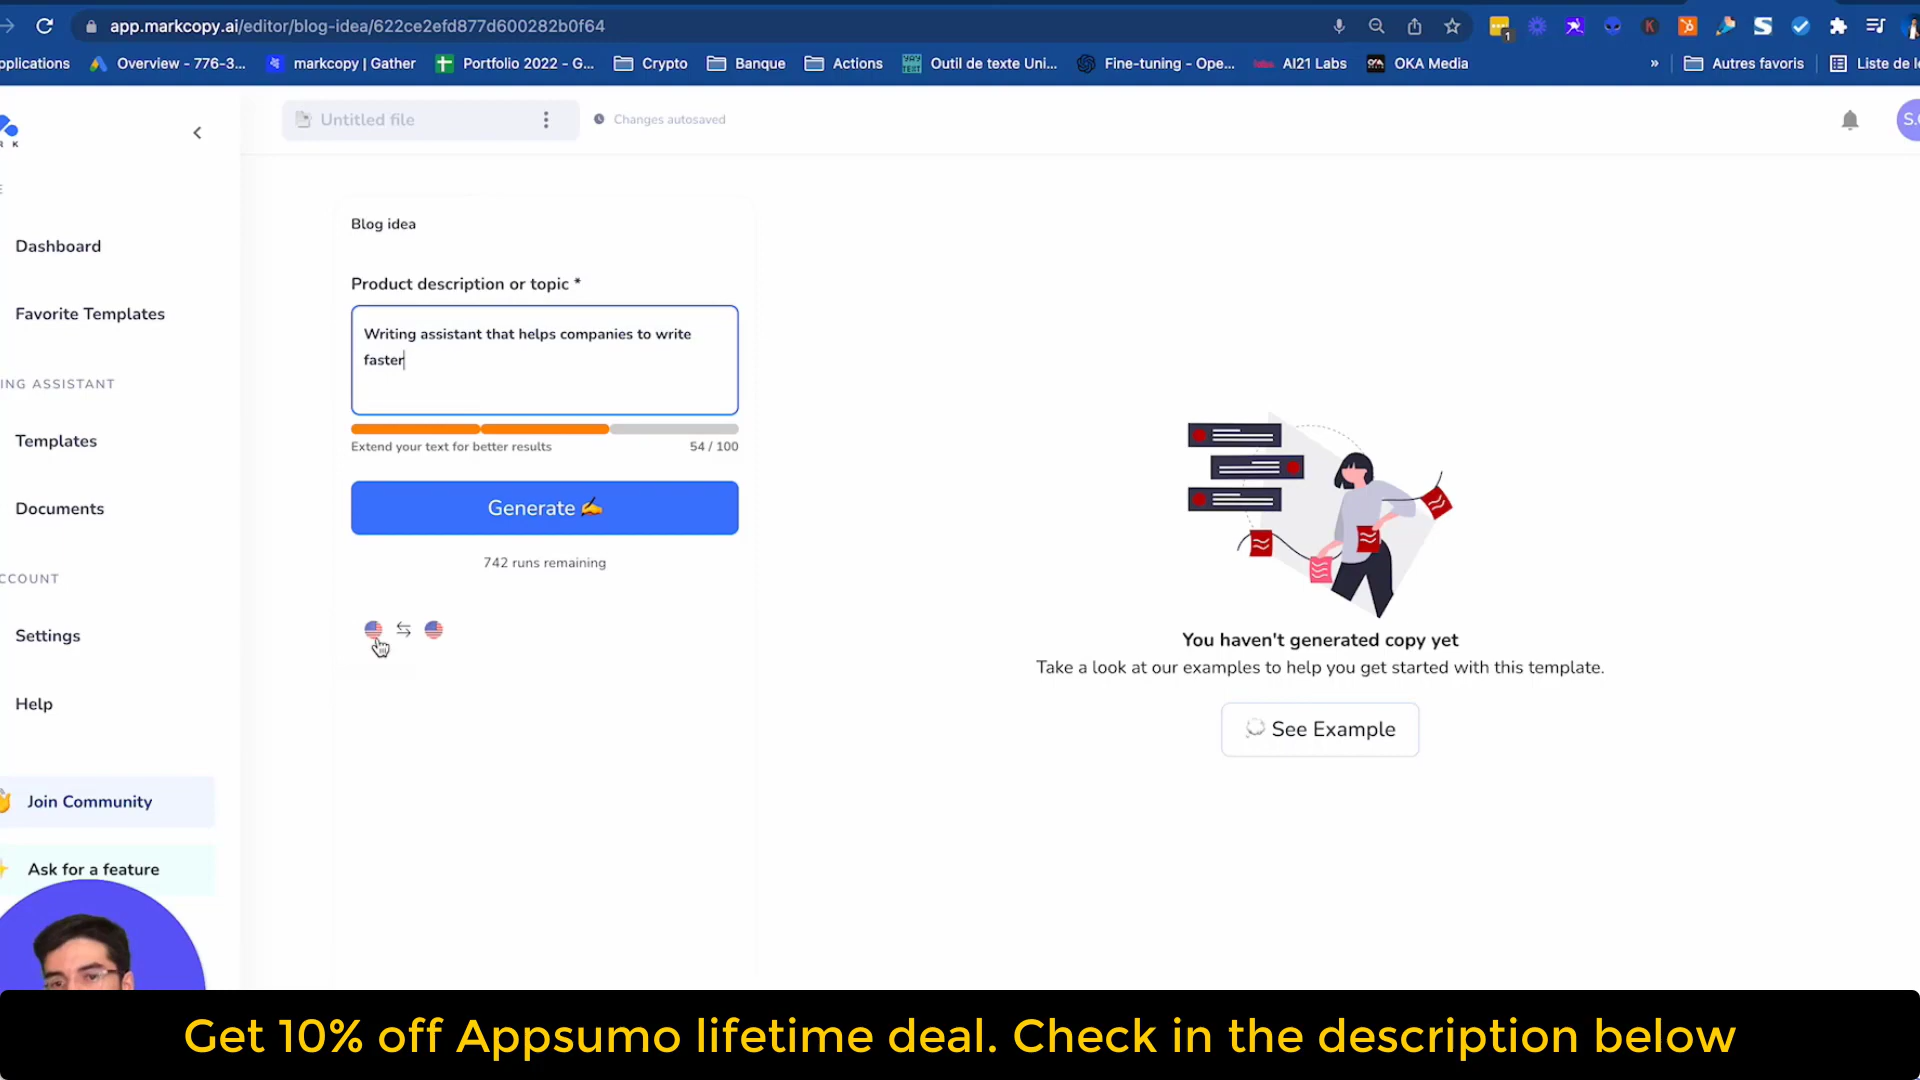 app.markcopy.ai/editor/blog-idea/622ce2efd877d600282b0f64
1
pplications
Overview - 776-3...
markcopy | Gather
Portfolio 2022 - G...
Crypto
Banque
Actions
Outil de texte Uni...
Fine-tuning - Ope...
AI21 Labs
OKA Media
»
Autres favoris
Liste de le
R K
Untitled file
Changes autosaved
S.
E
Dashboard
Favorite Templates
ING ASSISTANT
Templates
Documents
CCOUNT
Settings
Help
Join Community
Ask for a feature
Blog idea
Product description or topic *
Writing assistant that helps companies to write
faster
Extend your text for better results
54 / 100
Generate ✍
742 runs remaining
You haven't generated copy yet
Take a look at our examples to help you get started with this template.
See Example
Get 10% off Appsumo lifetime deal. Check in the description below